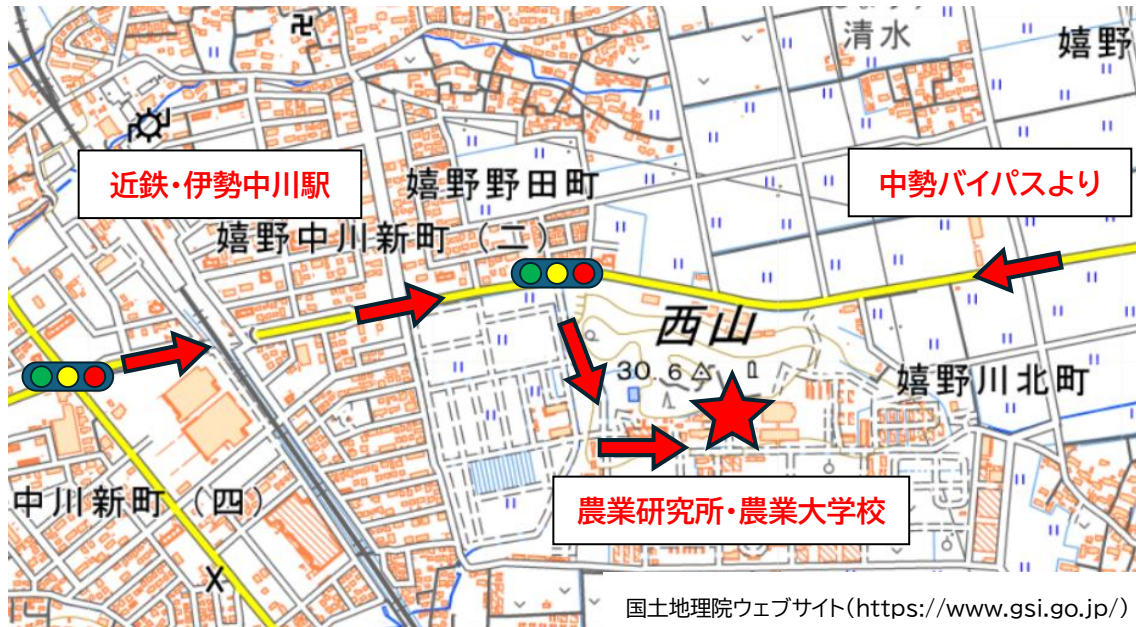 清水
嬉野
近鉄・伊勢中川駅
嬉野野田町
中勢バイパスより
嬉野中川新町（二）
西山
30.6
嬉野川北町
農業研究所・農業大学校
中川新町（四）
国土地理院ウェブサイト（https://www.gsi.go.jp/）